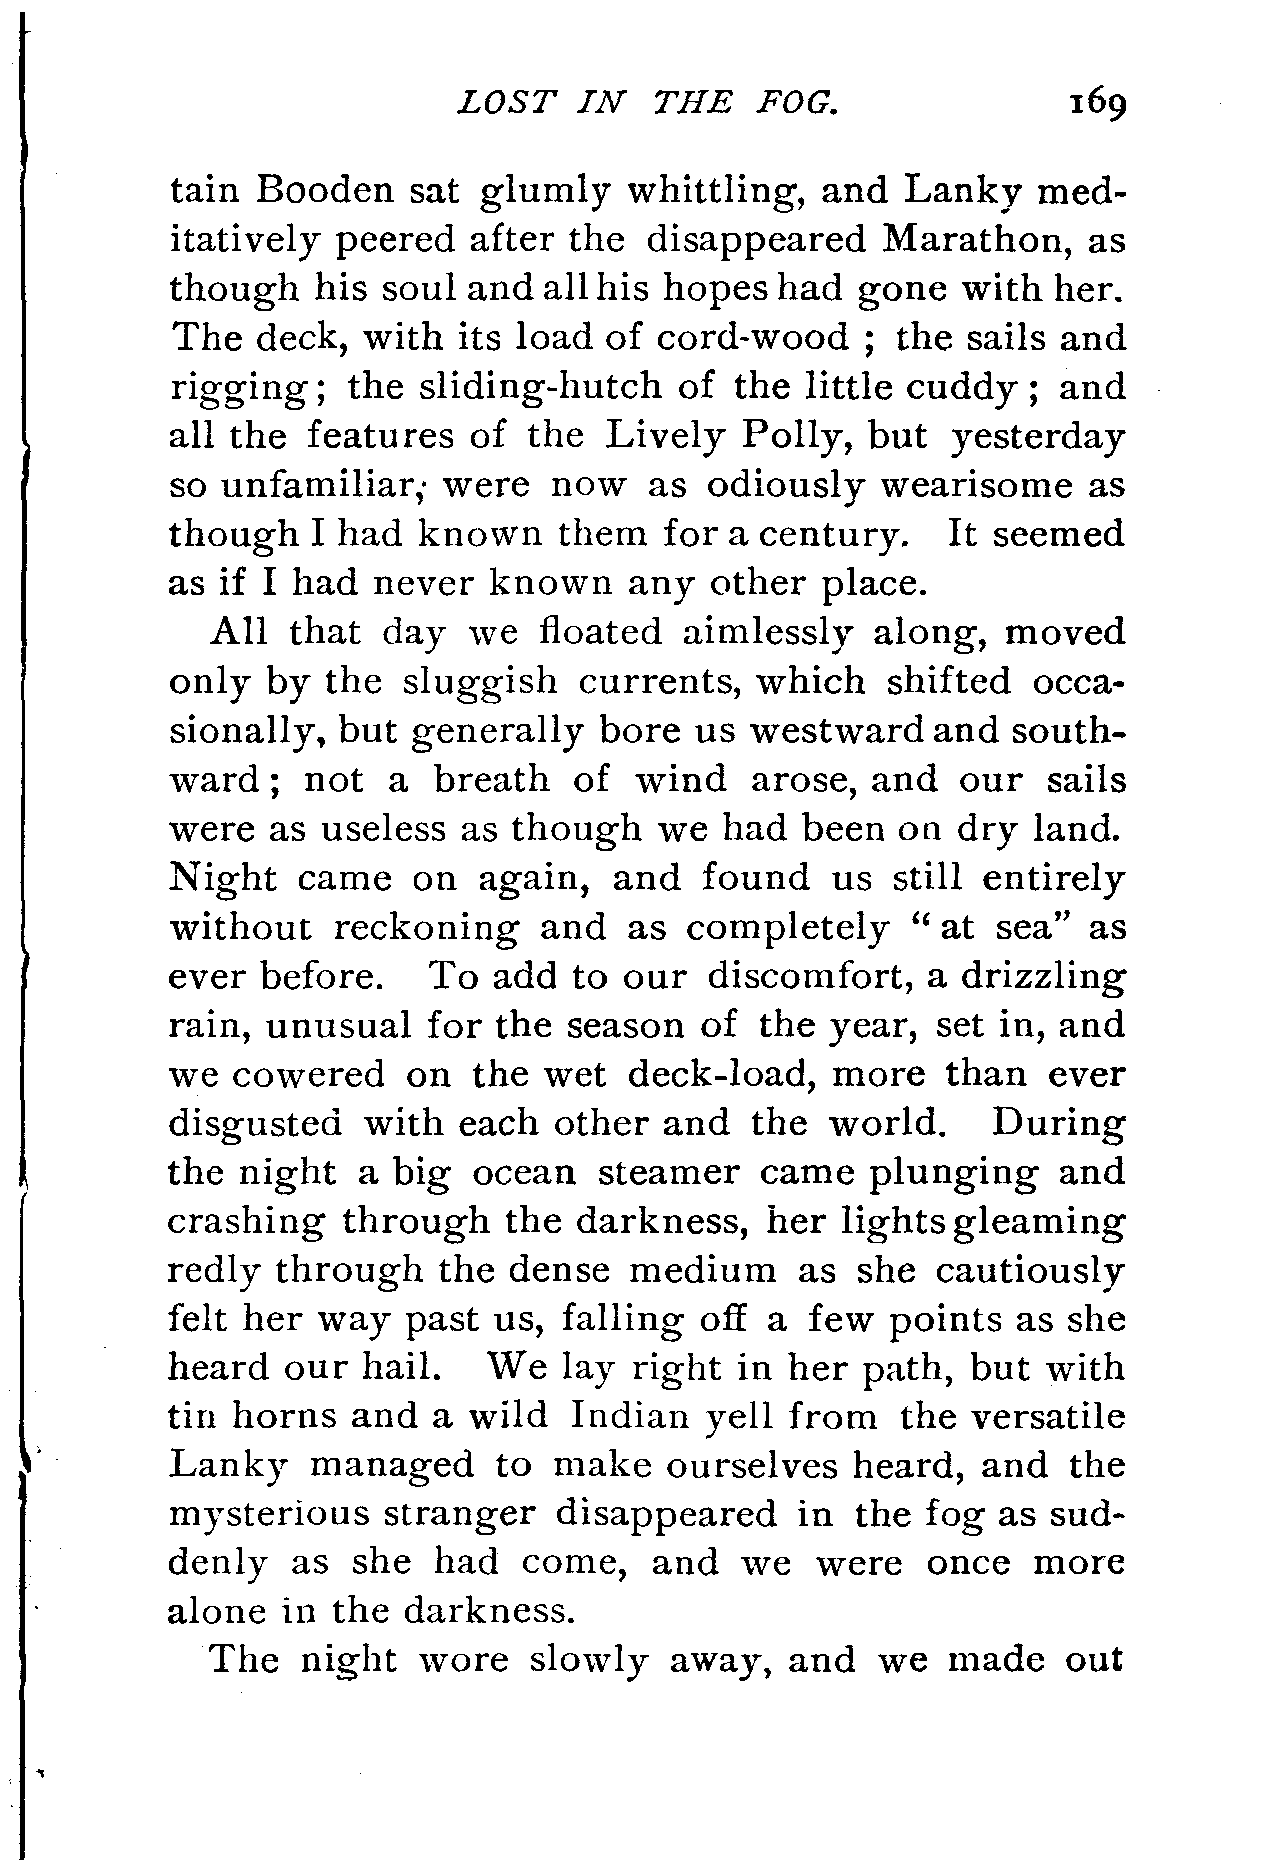 LOST IN THE FOG. 169
tain Booden sat glumly whittling, and Lanky med-
itatively peered after the disappeared Marathon, as
though his soul and all his hopes had gone with her.
The deck, with its load of cord-wood ; the sails and
rigging ; the sliding-hutch of the little cuddy ; and
all the features of the Lively Polly, but yesterday
so unfamiliar, were now as odiously wearisome as
though I had known them for a century. It seemed
as if I had never known any other place.
All that day we floated aimlessly along, moved
only by the sluggish currents, which shifted occa-
sionally, but generally bore us westward and south-
ward ; not a breath of wind arose, and our sails
were as useless as though we had been on dry land.
Night came on again, and found us still entirely
without reckoning and as completely “ at sea” as
ever before. To add to our discomfort, a drizzling
rain, unusual for the season of the year, set in, and
we cowered on the wet deck-load, more than ever
disgusted with each other and the world. During
the night a big ocean steamer came plunging and
crashing through the darkness, her lights gleaming
redly through the dense medium as she cautiously
felt her way past us, falling off a few points as she
heard our hail. We lay right in her path, but with
tin horns and a wild Indian yell from the versatile
Lanky managed to make ourselves heard, and the
mysterious stranger disappeared in the fog as sud-
denly as she had come, and we were once more
alone in the darkness.
The night wore slowly away, and we made out